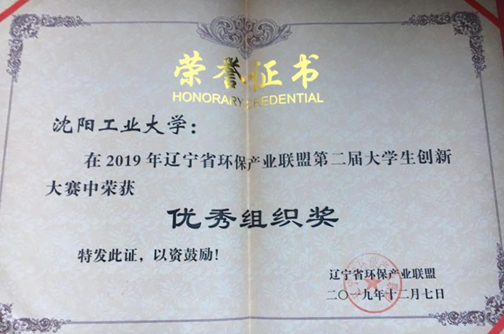 荣誉证书
HONORARY CREDENTIAL
沈阳工业大学：
在2019年辽宁省环保产业联盟第二届大学生创新
大赛中荣获
优秀组织奖
特发此证，以资鼓励！
辽宁省环保产业联盟
二〇一九年十二月七日